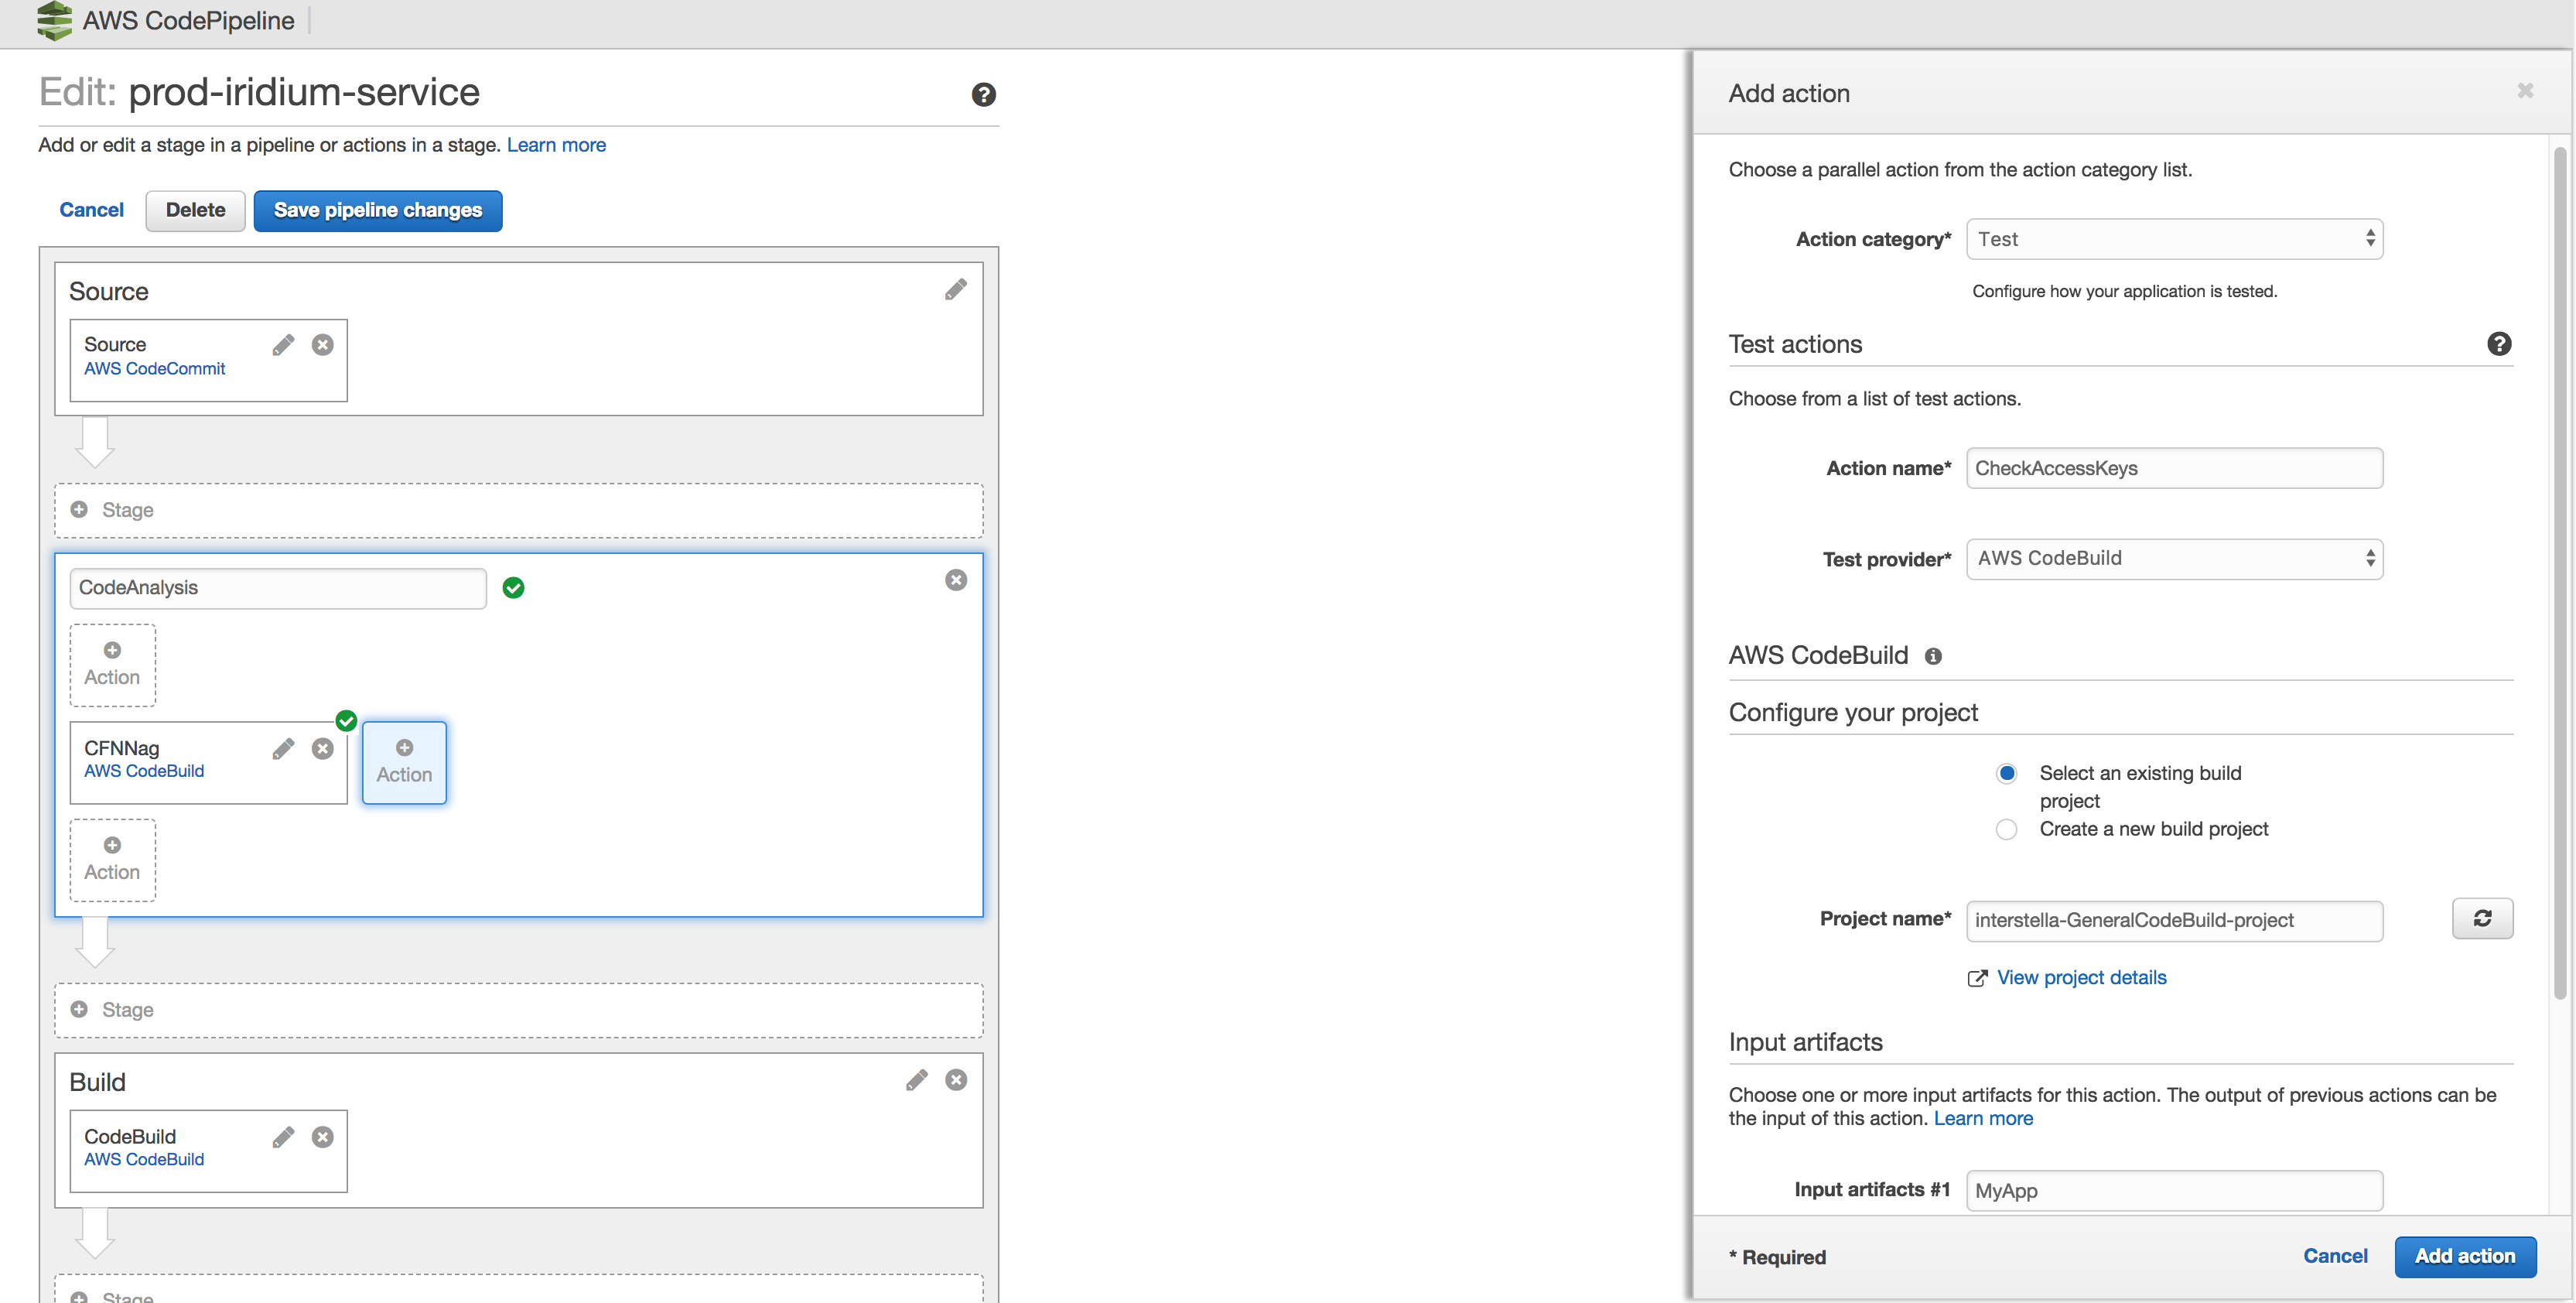 AWS CodePipeline
Edit: prod-iridium-service
Add or edit a stage in a pipeline or actions in a stage. Learn more
Cancel
Delete
Save pipeline changes
Source
Source
AWS CodeCommit
Stage
CodeAnalysis
Action
CFNNag
AWS CodeBuild
Action
Action
Stage
Build
CodeBuild
AWS CodeBuild
Stage
Add action
Choose a parallel action from the action category list.
Action category*
Test
Configure how your application is tested.
Test actions
Choose from a list of test actions.
Action name*
CheckAccessKeys
Test provider*
AWS CodeBuild
AWS CodeBuild
Configure your project
Select an existing build
project
Create a new build project
Project name*
interstella-GeneralCodeBuild-project
View project details
Input artifacts
Choose one or more input artifacts for this action. The output of previous actions can be
the input of this action. Learn more
Input artifacts #1
MyApp
* Required
Cancel
Add action